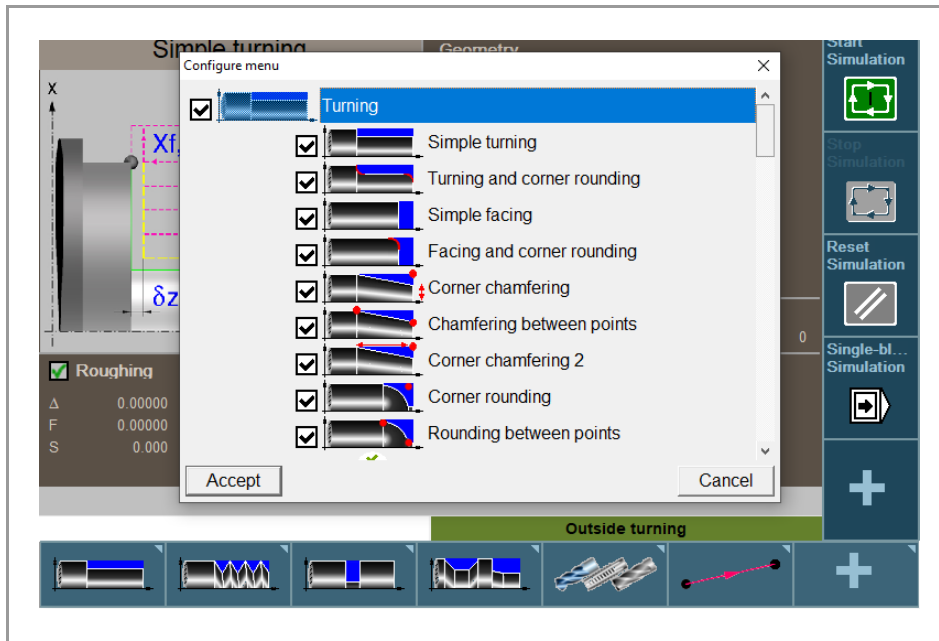 Simple turning
Geometry
Configure menu
X
Xf,
δz
Turning
Simple turning
Turning and corner rounding
Simple facing
Facing and corner rounding
Corner chamfering
Chamfering between points
Corner chamfering 2
Corner rounding
Rounding between points
Accept
Cancel
Roughing
Δ 0.00000
F 0.00000
S 0.000
0
Outside turning
Start
Simulation
Stop
Simulation
Reset
Simulation
Single-bl...
Simulation